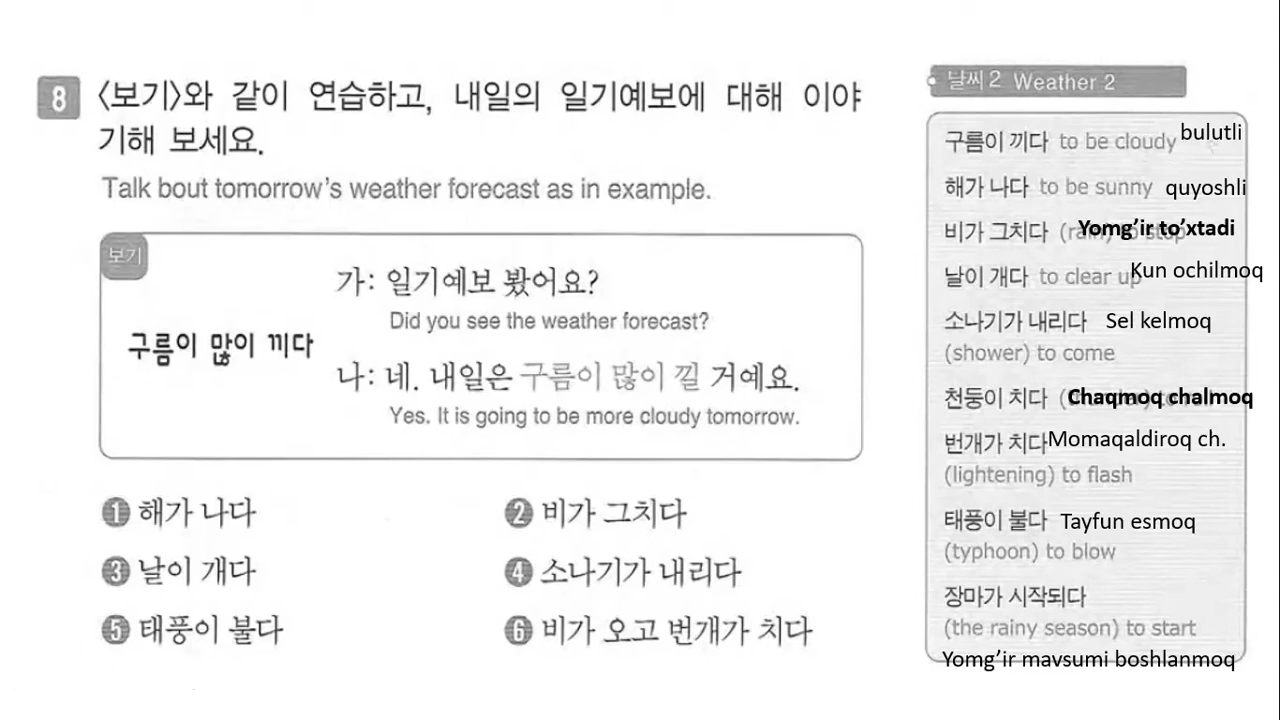 8 〈보기〉와 같이 연습하고, 내일의 일기예보에 대해 이야
기해 보세요.
Talk bout tomorrow's weather forecast as in example.
보기
구름이 많이 끼다
가: 일기예보 봤어요?
Did you see the weather forecast?
나: 네. 내일은 구름이 많이 낄 거예요.
Yes. It is going to be more cloudy tomorrow.
1 해가 나다
2 비가 그치다
3 날이 개다
4 소나기가 내리다
5 태풍이 불다
6 비가 오고 번개가 치다
날씨 2 Weather 2
구름이 끼다 to be cloudy bulutli
해가 나다 to be sunny quyoshli
비가 그치다 Yomg’ir to’xtadi
날이 개다 to clear up Kun ochilmoq
소나기가 내리다 Sel kelmoq
(shower) to come
천둥이 치다 Chaqmoq chalmoq
번개가 치다 Momaqaldiroq ch.
(lightening) to flash
태풍이 불다 Tayfun esmoq
(typhoon) to blow
장마가 시작되다
(the rainy season) to start
Yomg’ir mavsumi boshlanmoq